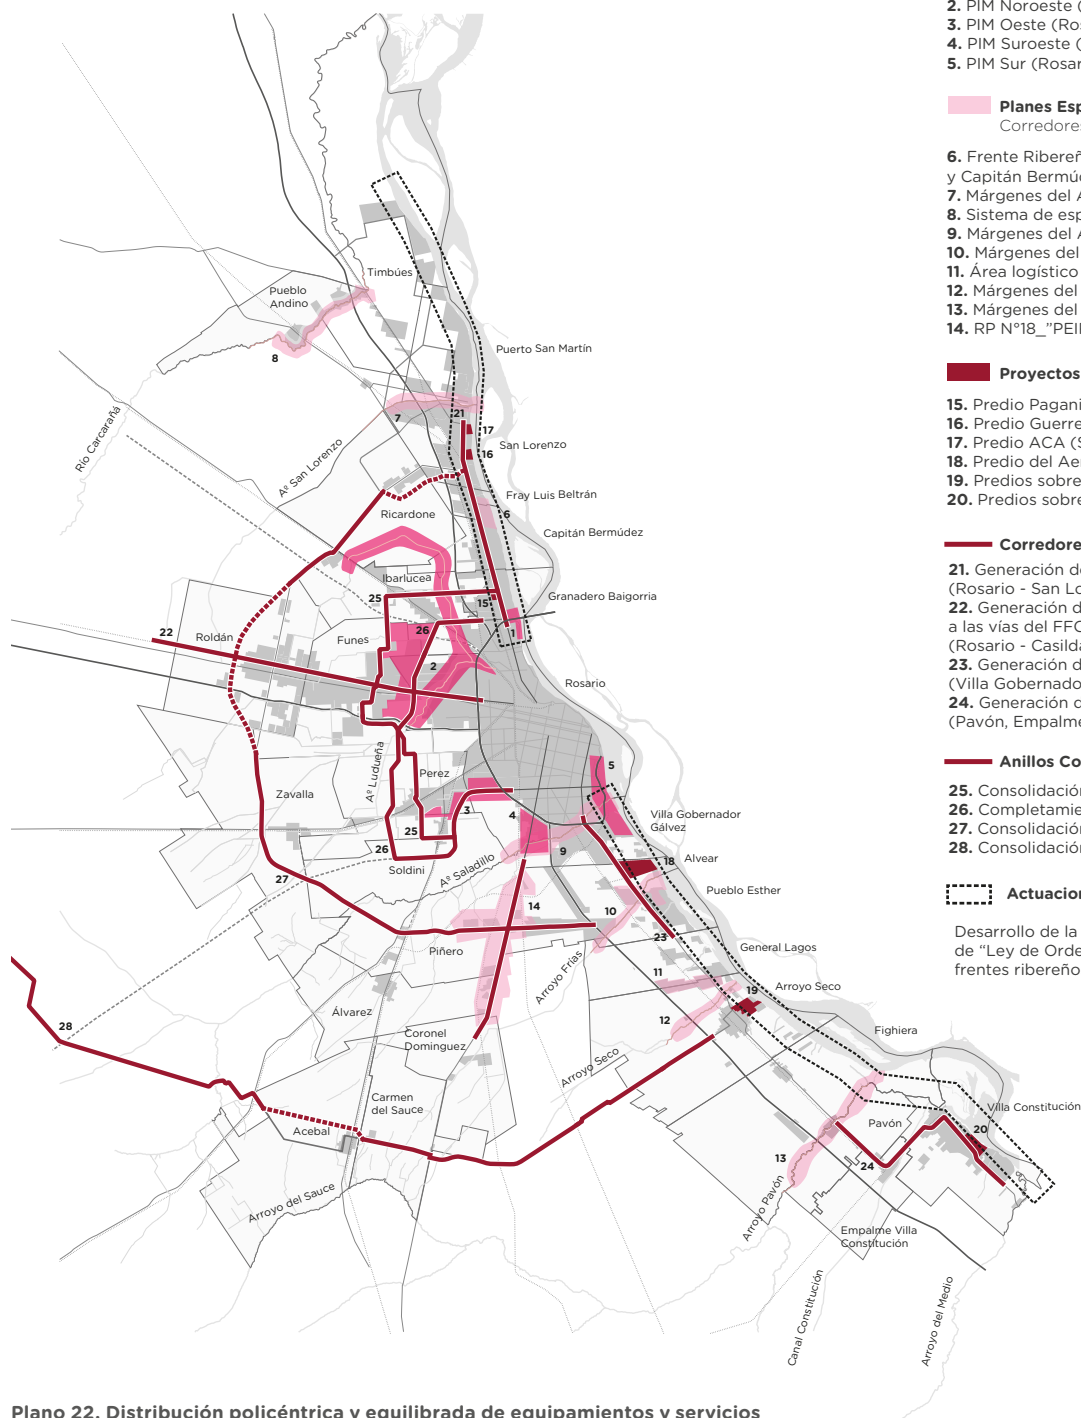 2. PIM Noroeste (
3. PIM Oeste (Ros
4. PIM Suroeste (
5. PIM Sur (Rosar
Planes Esp
Corredores
6. Frente Ribereñ
y Capitán Bermúd
7. Márgenes del A
8. Sistema de esp
9. Márgenes del A
10. Márgenes del
11. Área logístico
12. Márgenes del
13. Márgenes del
14. RP N°18_"PEII
Proyectos
15. Predio Pagani
16. Predio Guerre
17. Predio ACA (S
18. Predio del Aer
19. Predios sobre
20. Predios sobre
Corredores
21. Generación de
(Rosario - San Lo
22. Generación d
a las vías del FFC
(Rosario - Casilda
23. Generación d
(Villa Gobernado
24. Generación d
(Pavón, Empalme
Anillos Co
25. Consolidación
26. Completamie
27. Consolidación
28. Consolidación
Actuacion
Desarrollo de la
de "Ley de Orde
frentes ribereño
Timbúes
Pueblo
Andino
8
Puerto San Martín
Río Carcarañá
7
21
17
San Lorenzo
16
Aº San Lorenzo
Fray Luis Beltrán
Ricardone
6
Capitán Bermúdez
Ibarlucea
25
15
Granadero Baigorria
22
Roldán
Funes
26
1
2
Rosario
Aº Ludueña
Perez
5
Zavalla
3
4
Villa Gobernador
Gálvez
25
26
9
18
Alvear
Soldini
Aº Saladillo
27
Pueblo Esther
14
10
Piñero
23
General Lagos
Arroyo Frías
11
19
Arroyo Seco
Álvarez
12
28
Coronel
Dominguez
Fighiera
Arroyo Seco
Carmen
del Sauce
Villa Constitución
Acebal
Pavón
20
13
24
Arroyo del Sauce
Arroyo Pavón
Empalme Villa
Constitución
Canal Constitución
Arroyo del Medio
Plano 22. Distribución policéntrica y equilibrada de equipamientos y servicios